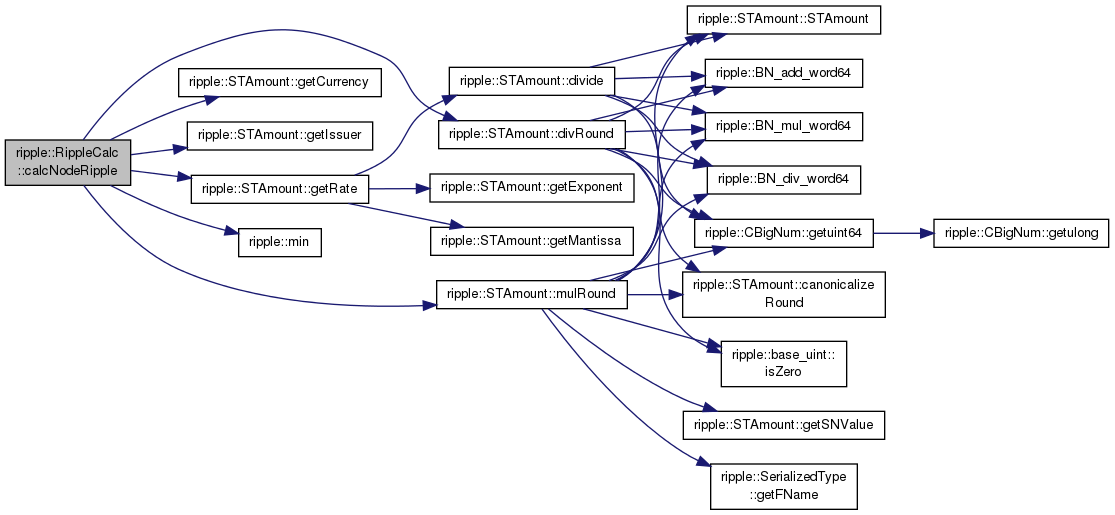 ripple::RippleCalc
::calcNodeRipple
ripple::STAmount::getCurrency
ripple::STAmount::getIssuer
ripple::STAmount::getRate
ripple::min
ripple::STAmount::divide
ripple::STAmount::divRound
ripple::STAmount::getExponent
ripple::STAmount::getMantissa
ripple::STAmount::mulRound
ripple::STAmount::STAmount
ripple::BN_add_word64
ripple::BN_mul_word64
ripple::BN_div_word64
ripple::CBigNum::getuint64
ripple::STAmount::canonicalize
Round
ripple::base_uint::
isZero
ripple::STAmount::getSNValue
ripple::SerializedType
::getFName
ripple::CBigNum::getulong